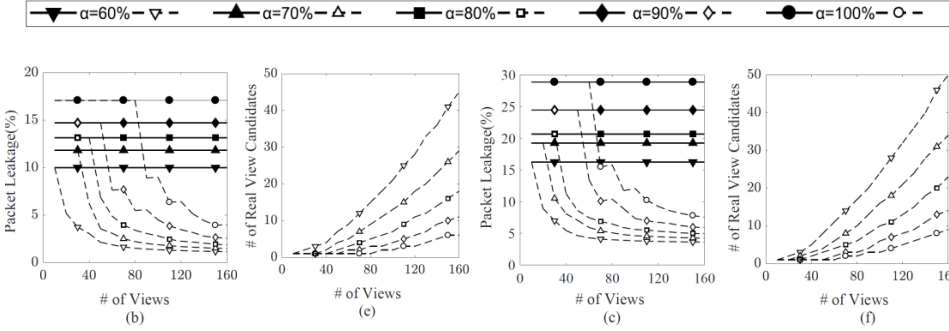 α=60% α=70% α=80% α=90% α=100%
Packet Leakage(%)
20
15
10
5
0
0 40 80 120 160
# of Views
(b)
# of Real View Candidates
50
40
30
20
10
0
0 40 80 120 160
# of Views
(e)
Packet Leakage(%)
30
25
20
15
10
5
0
0 40 80 120 160
# of Views
(c)
# of Real View Candidates
50
40
30
20
10
0
0 40 80 120 160
# of Views
(f)